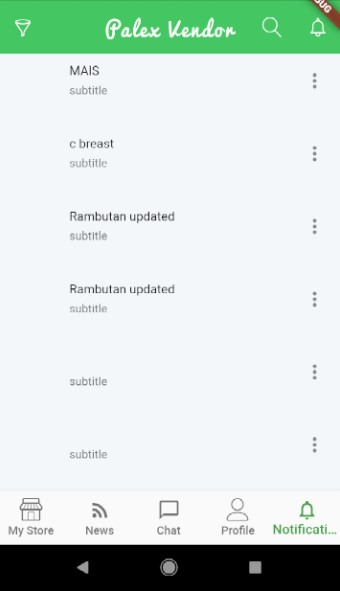 Palex Vendor
UG
MAIS
subtitle
c breast
subtitle
Rambutan updated
subtitle
Rambutan updated
subtitle
subtitle
subtitle
My Store
News
Chat
Profile
Notificati...